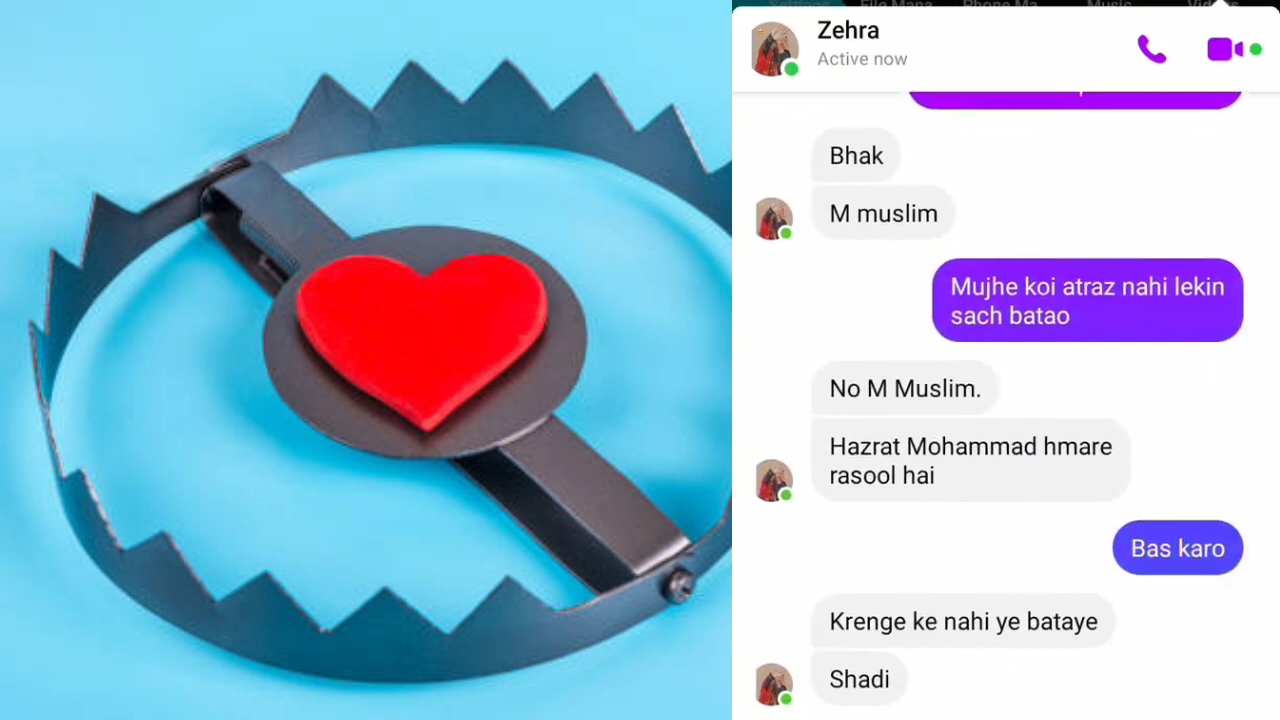 Zehra
Active now
Bhak
M muslim
Mujhe koi atraz nahi lekin
sach batao
No M Muslim.
Hazrat Mohammad hmare
rasool hai
Bas karo
Krenge ke nahi ye bataye
Shadi